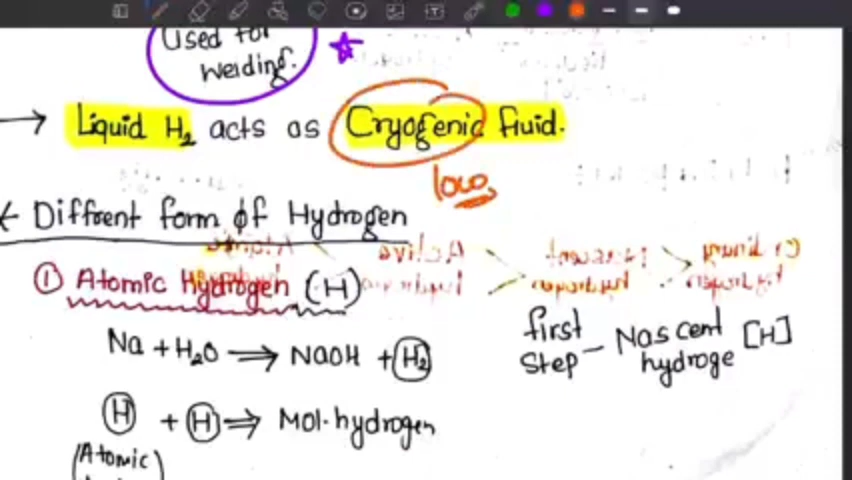 Used for
Welding.
→ Liquid H₂ acts as Cryogenic fluid.
low
← Diffrent form of Hydrogen
① Atomic Hydrogen (H)
Na + H₂O ⇒ NaOH + H₂
first step - Nascent hydroge [H]
H + H ⇒ Mol. hydrogen
(Atomic